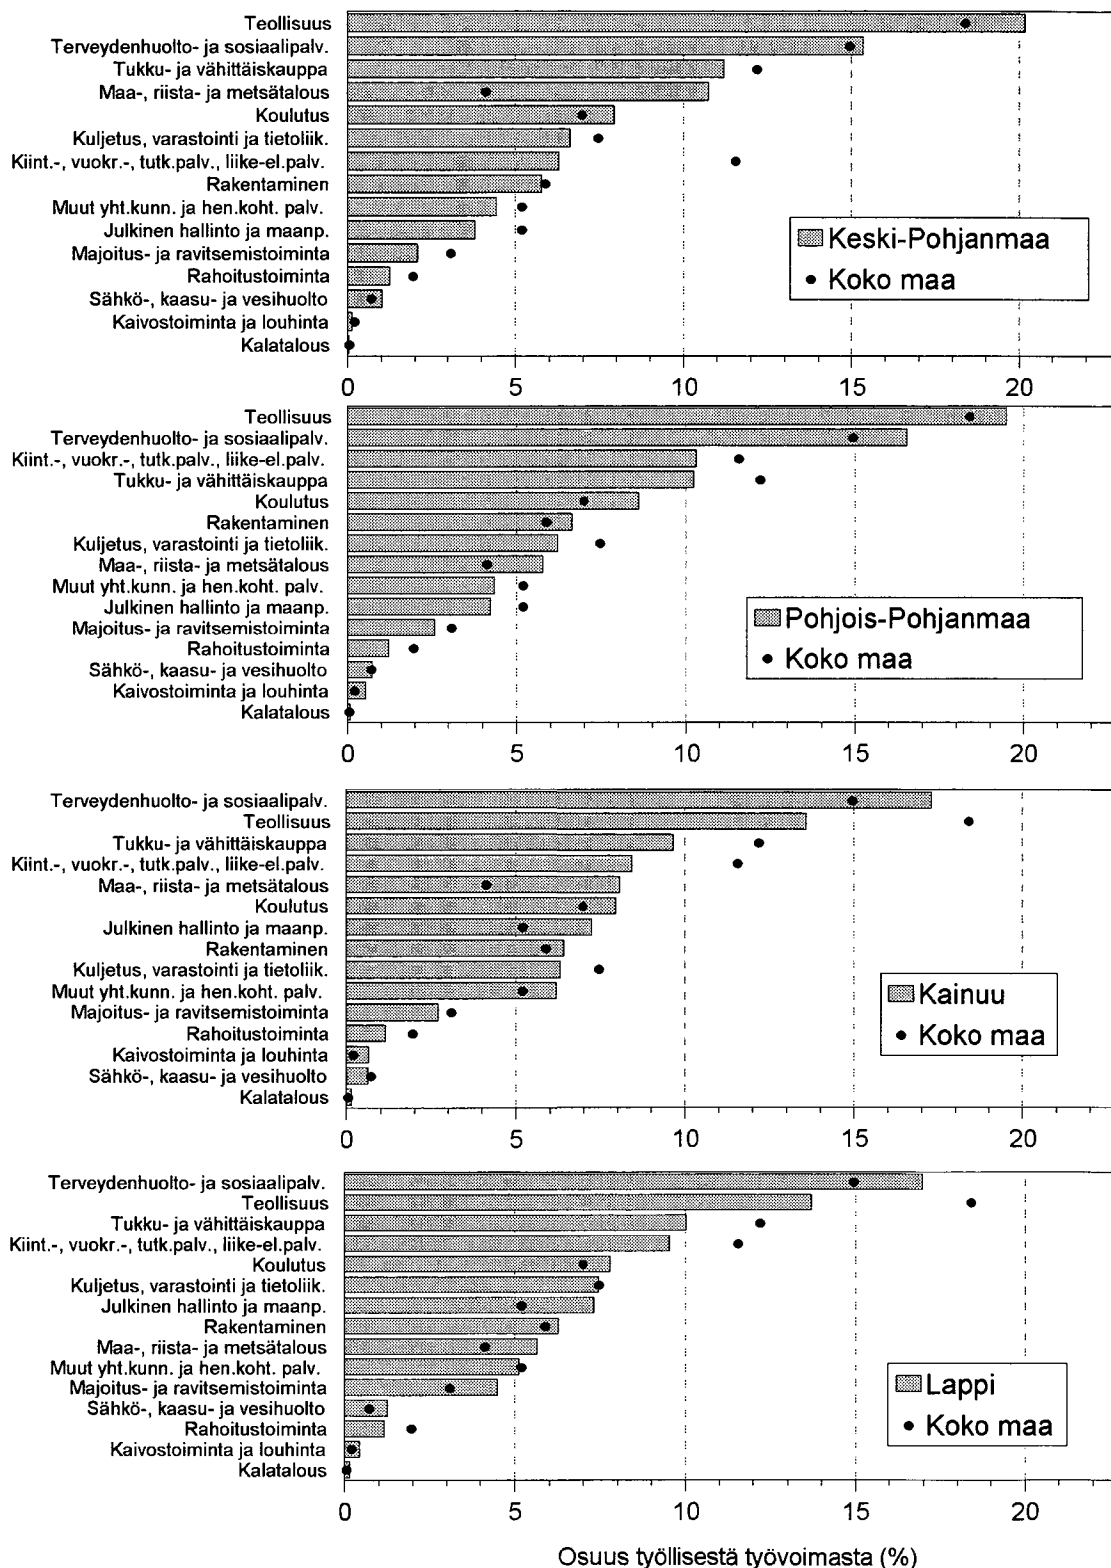 Teollisuus
Terveydenhuolto- ja sosiaalipalv.
Tukku- ja vähittäiskauppa
Maa-, riista- ja metsätalous
Koulutus
Kuljetus, varastointi ja tietoliik.
Kiint.-, vuokr.-, tutk.palv., liike-el.palv.
Rakentaminen
Muut yht.kunn. ja hen.koht. palv.
Julkinen hallinto ja maanp.
Majoitus- ja ravitsemistoiminta
Rahoitustoiminta
Sähkö-, kaasu- ja vesihuolto
Kaivostoiminta ja louhinta
Kalatalous
Keski-Pohjanmaa
Koko maa
0 5 10 15 20
Teollisuus
Terveydenhuolto- ja sosiaalipalv.
Kiint.-, vuokr.-, tutk.palv., liike-el.palv.
Tukku- ja vähittäiskauppa
Koulutus
Rakentaminen
Kuljetus, varastointi ja tietoliik.
Maa-, riista- ja metsätalous
Muut yht.kunn. ja hen.koht. palv.
Julkinen hallinto ja maanp.
Majoitus- ja ravitsemistoiminta
Rahoitustoiminta
Sähkö-, kaasu- ja vesihuolto
Kaivostoiminta ja louhinta
Kalatalous
Pohjois-Pohjanmaa
Koko maa
0 5 10 15 20
Terveydenhuolto- ja sosiaalipalv.
Teollisuus
Tukku- ja vähittäiskauppa
Kiint.-, vuokr.-, tutk.palv., liike-el.palv.
Maa-, riista- ja metsätalous
Koulutus
Julkinen hallinto ja maanp.
Rakentaminen
Kuljetus, varastointi ja tietoliik.
Muut yht.kunn. ja hen.koht. palv.
Majoitus- ja ravitsemistoiminta
Rahoitustoiminta
Kaivostoiminta ja louhinta
Sähkö-, kaasu- ja vesihuolto
Kalatalous
Kainuu
Koko maa
0 5 10 15 20
Terveydenhuolto- ja sosiaalipalv.
Teollisuus
Tukku- ja vähittäiskauppa
Kiint.-, vuokr.-, tutk.palv., liike-el.palv.
Koulutus
Kuljetus, varastointi ja tietoliik.
Julkinen hallinto ja maanp.
Rakentaminen
Maa-, riista- ja metsätalous
Muut yht.kunn. ja hen.koht. palv.
Majoitus- ja ravitsemistoiminta
Sähkö-, kaasu- ja vesihuolto
Rahoitustoiminta
Kaivostoiminta ja louhinta
Kalatalous
Lappi
Koko maa
0 5 10 15 20
Osuus työllisestä työvoimasta (%)